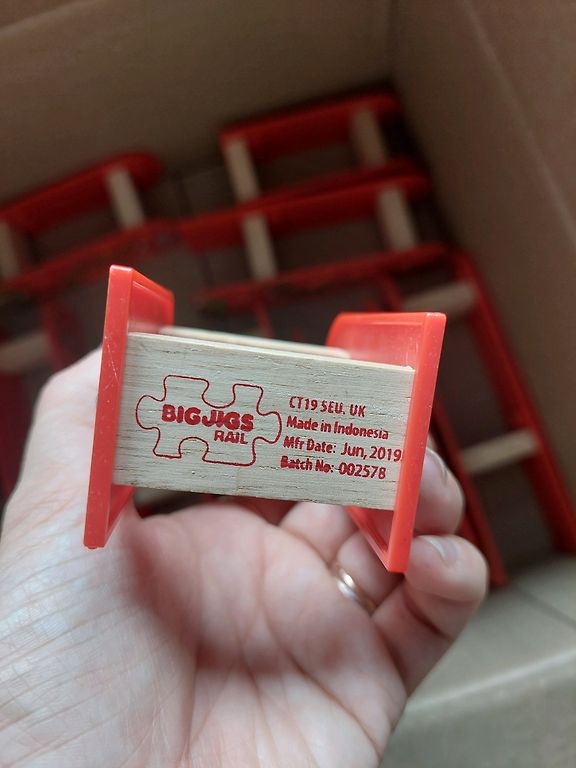 BIGJIGS
RAIL
CT19 5EU. UK
Made in Indonesia
Mfr Date: Jun, 2019
Batch No: 002578